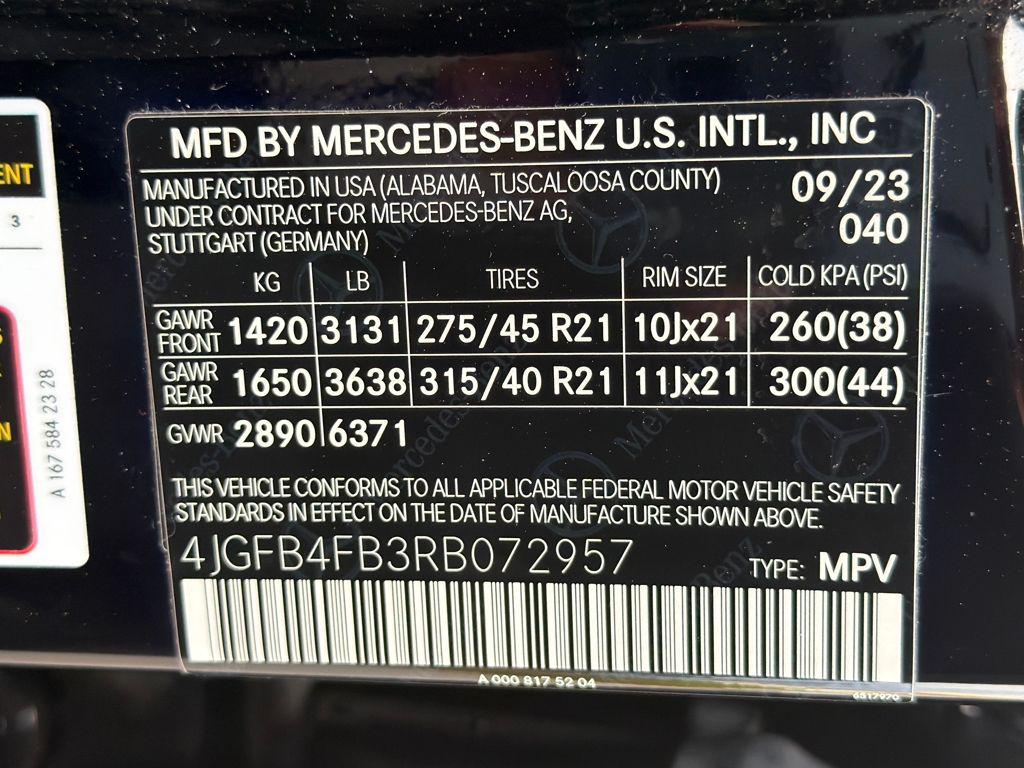 MFD BY MERCEDES-BENZ U.S. INTL., INC
MANUFACTURED IN USA (ALABAMA, TUSCALOOSA COUNTY) 09/23
UNDER CONTRACT FOR MERCEDES-BENZ AG, 040
STUTTGART (GERMANY)
KG LB TIRES RIM SIZE COLD KPA (PSI)
GAWR FRONT 1420 3131 275/45 R21 10Jx21 260(38)
GAWR REAR 1650 3638 315/40 R21 11Jx21 300(44)
GVWR 2890 6371
THIS VEHICLE CONFORMS TO ALL APPLICABLE FEDERAL MOTOR VEHICLE SAFETY
STANDARDS IN EFFECT ON THE DATE OF MANUFACTURE SHOWN ABOVE.
4JGFB4FB3RB072957 TYPE: MPV
A 000 817 52 04
6517970
3
A 167 584 23 28